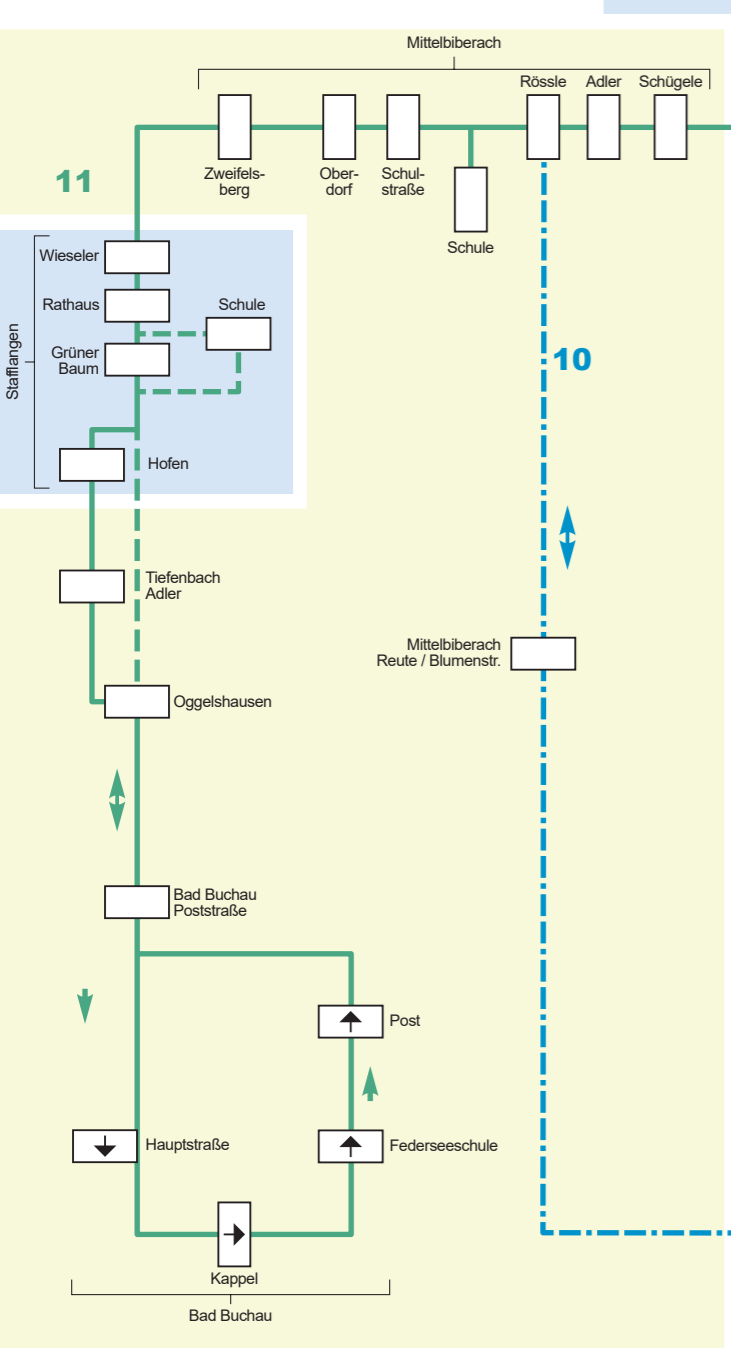 Mittelbiberach
Rössle
Adler
Schügele
Zweifels-
berg
Ober-
dorf
Schul-
straße
11
Schule
Wieseler
Rathaus
Schule
Grüner
Baum
Stafflangen
10
Hofen
Tiefenbach
Adler
Mittelbiberach
Reute / Blumenstr.
Oggelshausen
Bad Buchau
Poststraße
Post
Hauptstraße
Federseeschule
Kappel
Bad Buchau